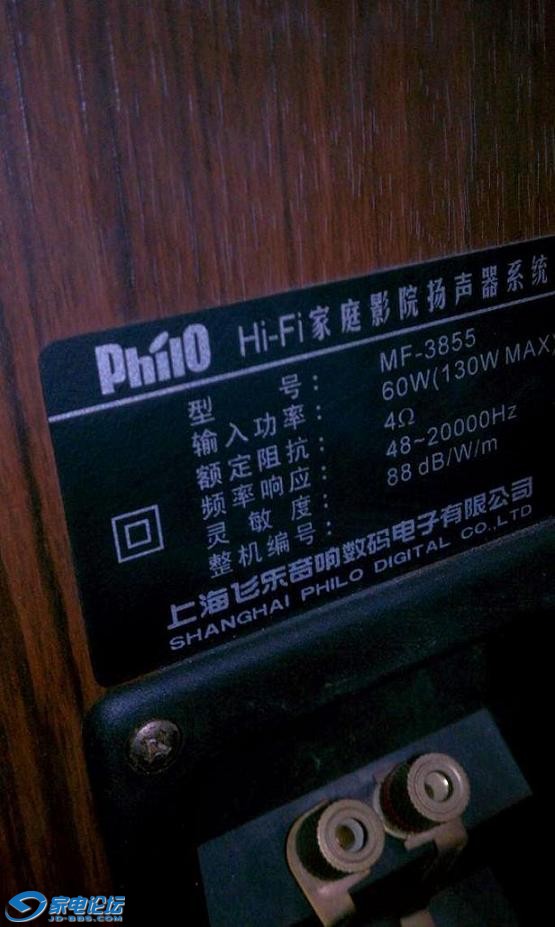 Philo Hi-Fi家庭影院扬声器系统
型号: MF-3855
输入功率: 60W(130W MAX)
额定阻抗: 4Ω
频率响应: 48~20000Hz
灵敏度: 88dB/W/m
整机编号:
上海飞乐音响数码电子有限公司
SHANGHAI PHILO DIGITAL CO.,LTD
家电论坛
JD-BBS.COM